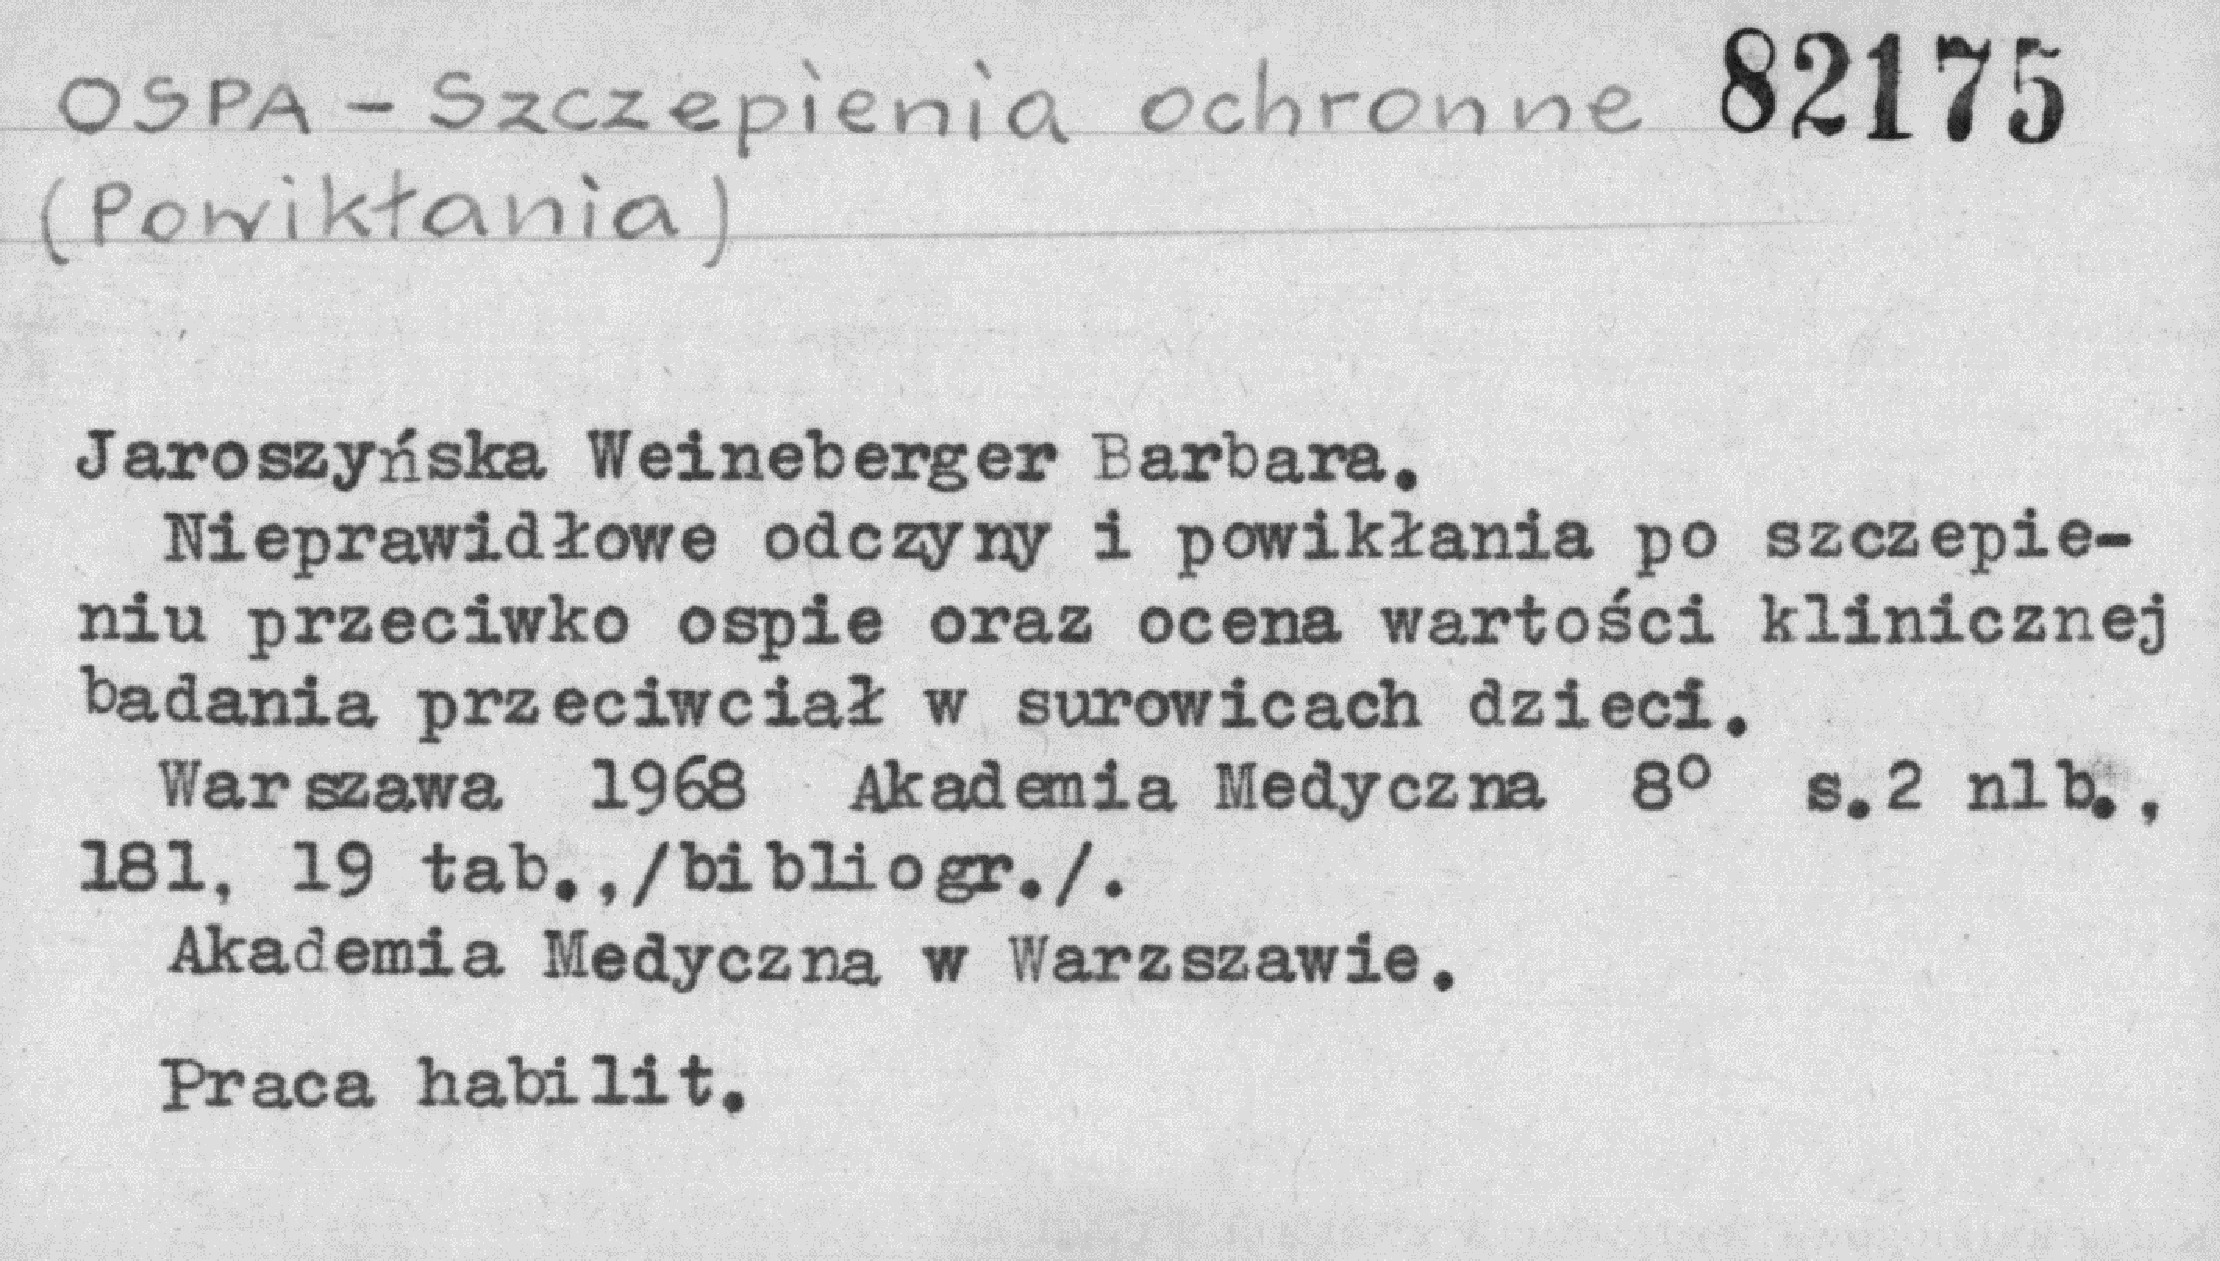 OSPA - Szczepienia ochronne 82175
(Powikłania)
Jaroszyńska Weineberger Barbara.
Nieprawidłowe odczyny i powikłania po szczepie-
niu przeciwko ospie oraz ocena wartości klinicznej
badania przeciwciał w surowicach dzieci.
Warszawa 1968 Akademia Medyczna 8° s.2 nlb.,
181, 19 tab.,/bibliogr./.
Akademia Medyczna w Warzszawie.
Praca habilit.